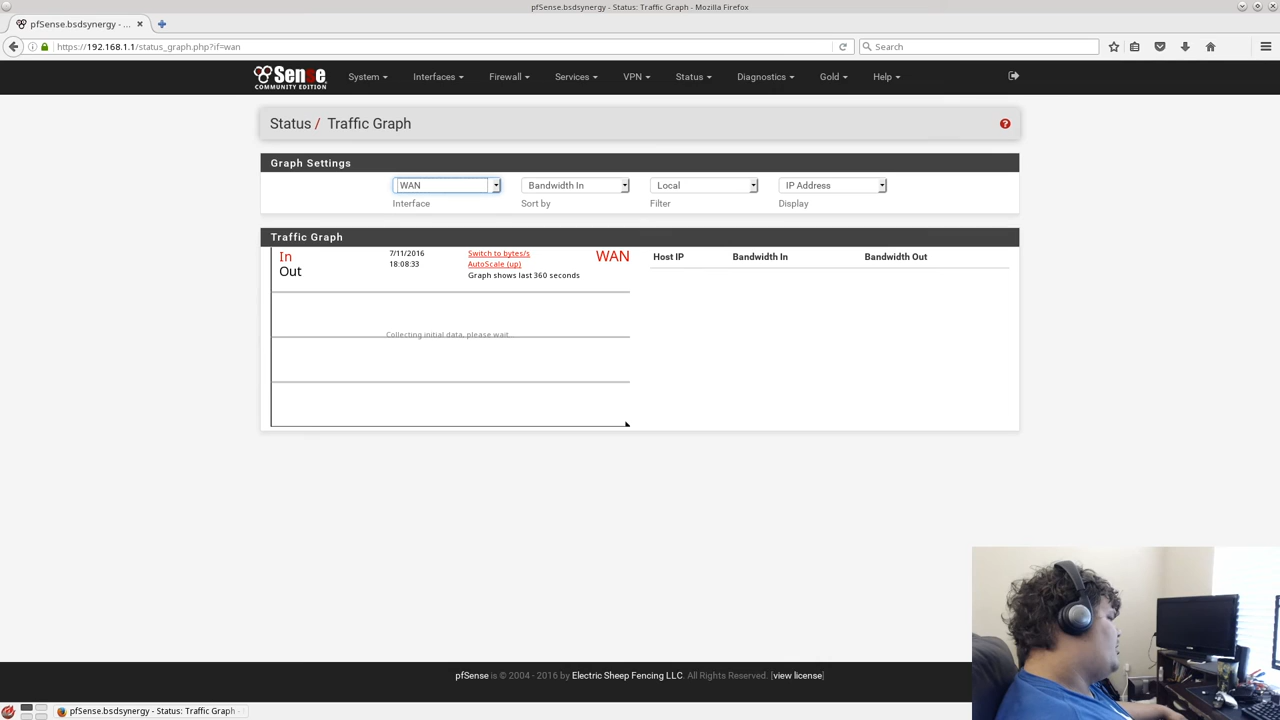 pfSense.bsdsynergy - Status: Traffic Graph - Mozilla Firefox
pfSense.bsdsynergy - ...
https://192.168.1.1/status_graph.php?if=wan
Search
Sense
COMMUNITY EDITION
System
Interfaces
Firewall
Services
VPN
Status
Diagnostics
Gold
Help
Status / Traffic Graph
Graph Settings
WAN
Bandwidth In
Local
IP Address
Interface
Sort by
Filter
Display
Traffic Graph
In
Out
7/11/2016
18:08:33
Switch to bytes/s
AutoScale (up)
Graph shows last 360 seconds
WAN
Host IP
Bandwidth In
Bandwidth Out
Collecting initial data, please wait...
pfSense is © 2004 - 2016 by Electric Sheep Fencing LLC. All Rights Reserved. [view license]
pfSense.bsdsynergy - Status: Traffic Graph -